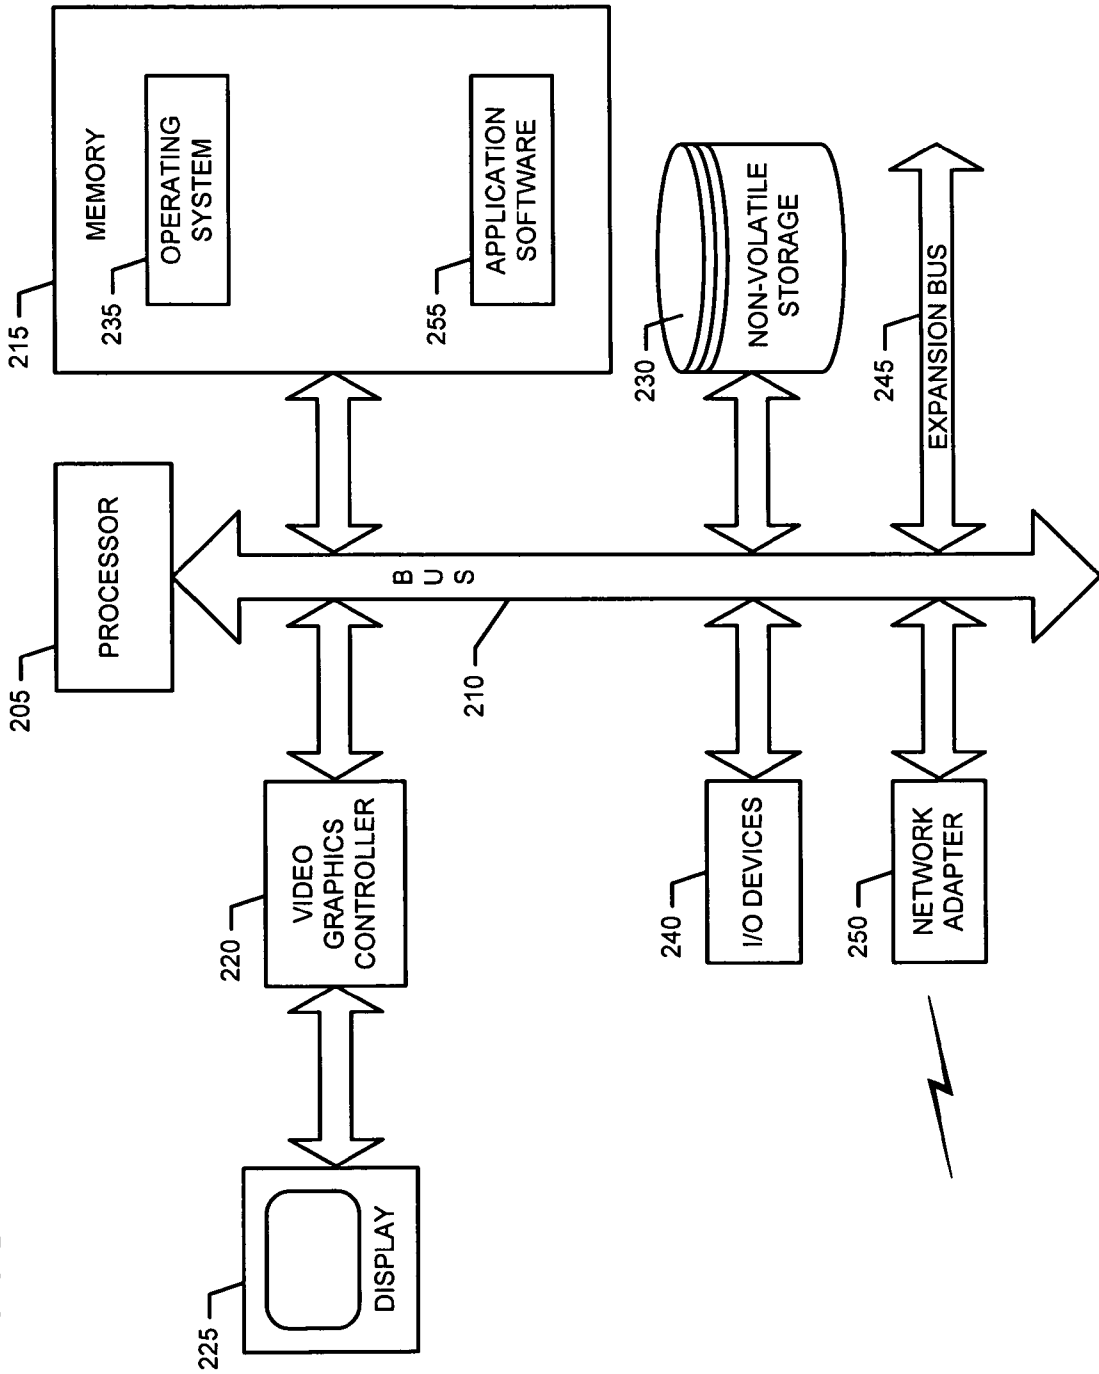 205
215
PROCESSOR
MEMORY
235
OPERATING
SYSTEM
225
DISPLAY
220
VIDEO
GRAPHICS
CONTROLLER
B
U
S
210
255
APPLICATION
SOFTWARE
240
I/O DEVICES
230
NON-VOLATILE
STORAGE
250
NETWORK
ADAPTER
245
EXPANSION BUS